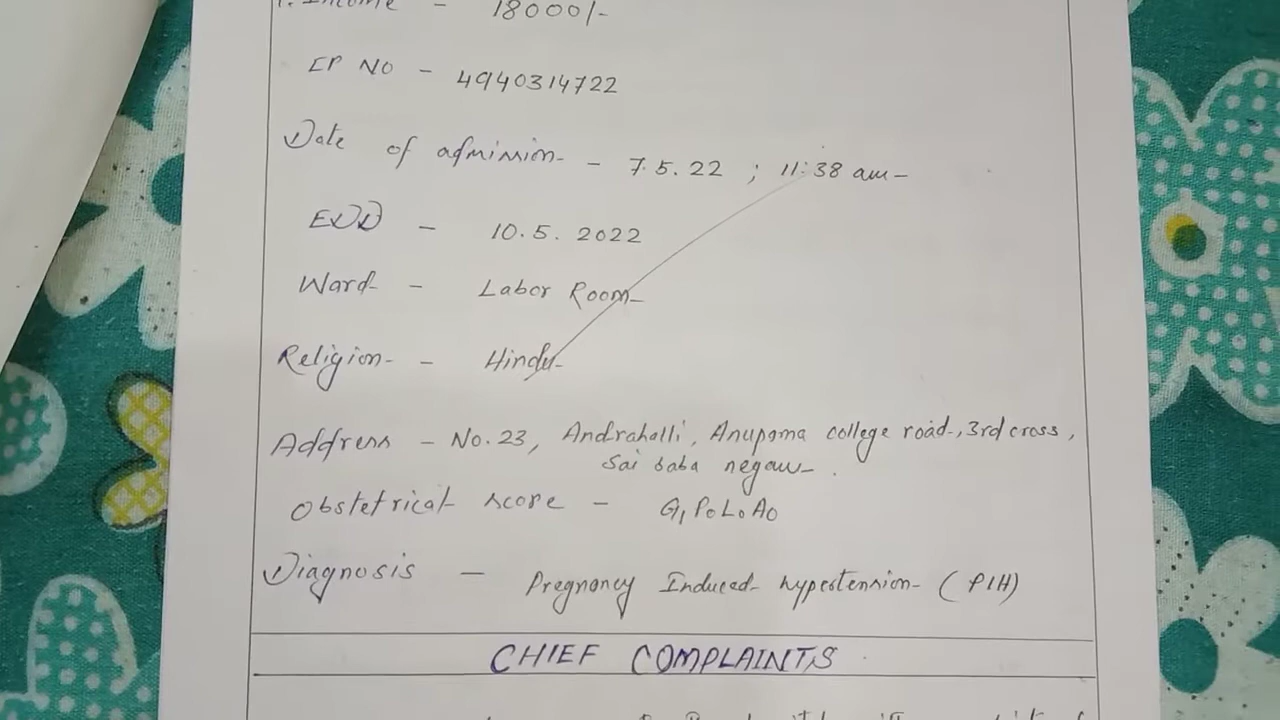 Income - 18000/-
IP NO - 4940314722
Date of admission - 7.5.22 ; 11:38 am
EDD - 10.5.2022
Ward - Labor Room
Religion - Hindu
Address - No.23, Andrahalli, Anupama college road, 3rd cross,
Sai baba
Obstetrical score - G1P0L0A0
Diagnosis - Pregnancy Induced hypertension (PIH)
CHIEF COMPLAINTS